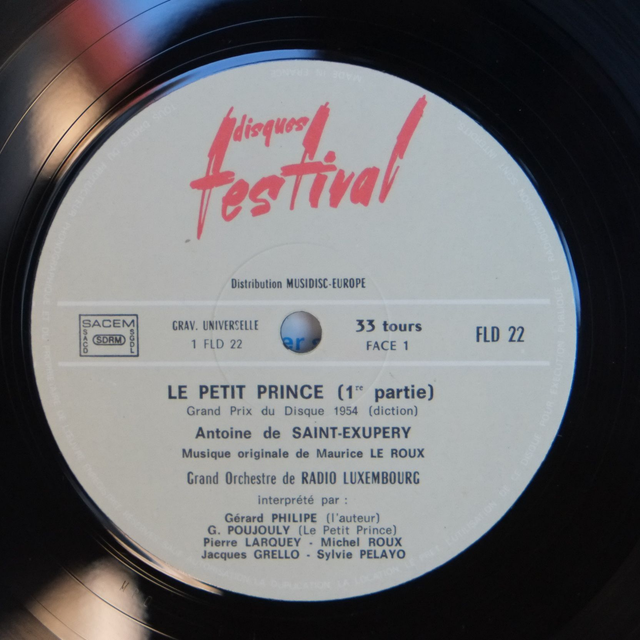 disques
festival
Distribution MUSIDISC-EUROPE
SACEM
SACD SDRM SGDL
GRAV. UNIVERSELLE
1 FLD 22
33 tours
FACE 1
FLD 22
LE PETIT PRINCE (1re partie)
Grand Prix du Disque 1954 (diction)
Antoine de SAINT-EXUPERY
Musique originale de Maurice LE ROUX
Grand Orchestre de RADIO LUXEMBOURG
interprété par :
Gérard PHILIPE (l'auteur)
G. POUJOULY (Le Petit Prince)
Pierre LARQUEY - Michel ROUX
Jacques GRELLO - Sylvie PELAYO